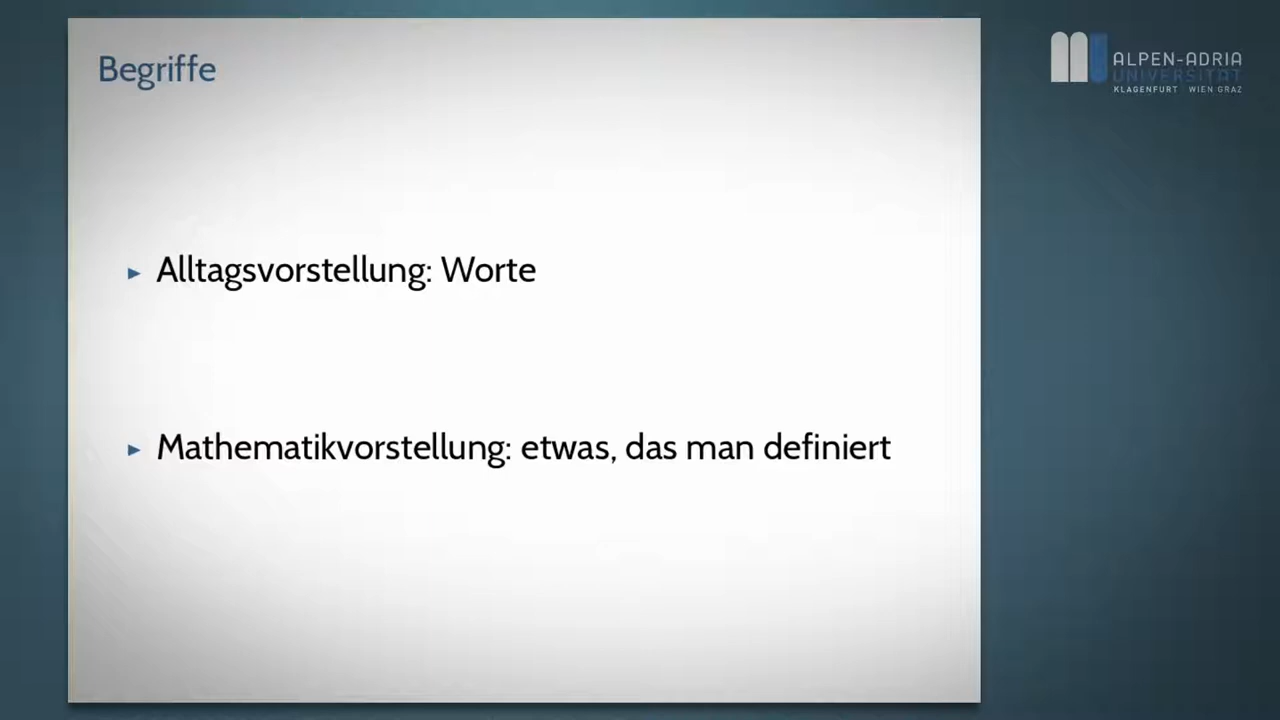 Begriffe
ALPEN-ADRIA
UNIVERSITÄT
KLAGENFURT WIEN GRAZ
▸ Alltagsvorstellung: Worte
▸ Mathematikvorstellung: etwas, das man definiert